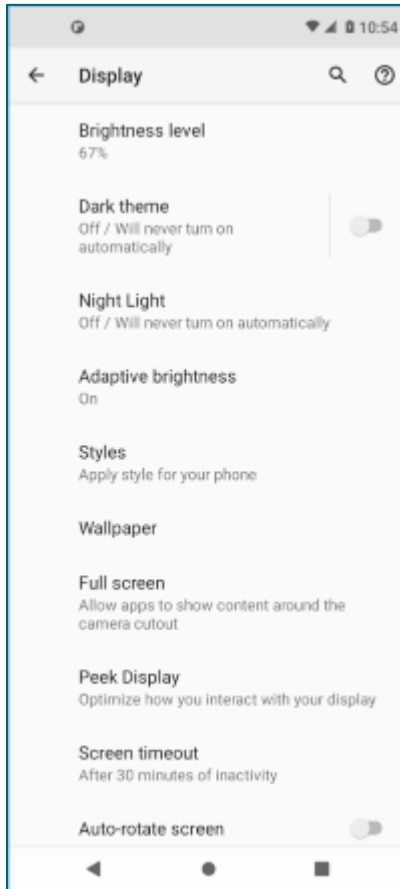 10:54
Display
Brightness level
67%
Dark theme
Off / Will never turn on
automatically
Night Light
Off / Will never turn on automatically
Adaptive brightness
On
Styles
Apply style for your phone
Wallpaper
Full screen
Allow apps to show content around the
camera cutout
Peek Display
Optimize how you interact with your display
Screen timeout
After 30 minutes of inactivity
Auto-rotate screen